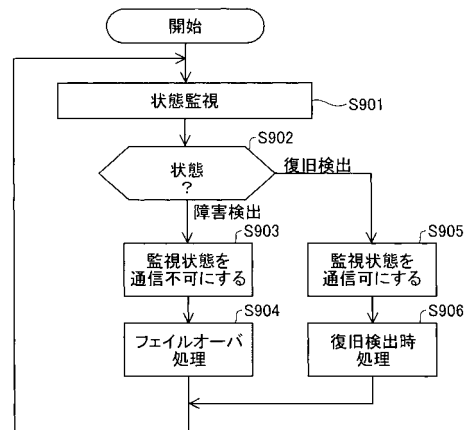 開始
状態監視
S901
S902
状態
?
復旧検出
障害検出
S903
監視状態を
通信不可にする
S905
監視状態を
通信可にする
S904
フェイルオーバ
処理
S906
復旧検出時
処理